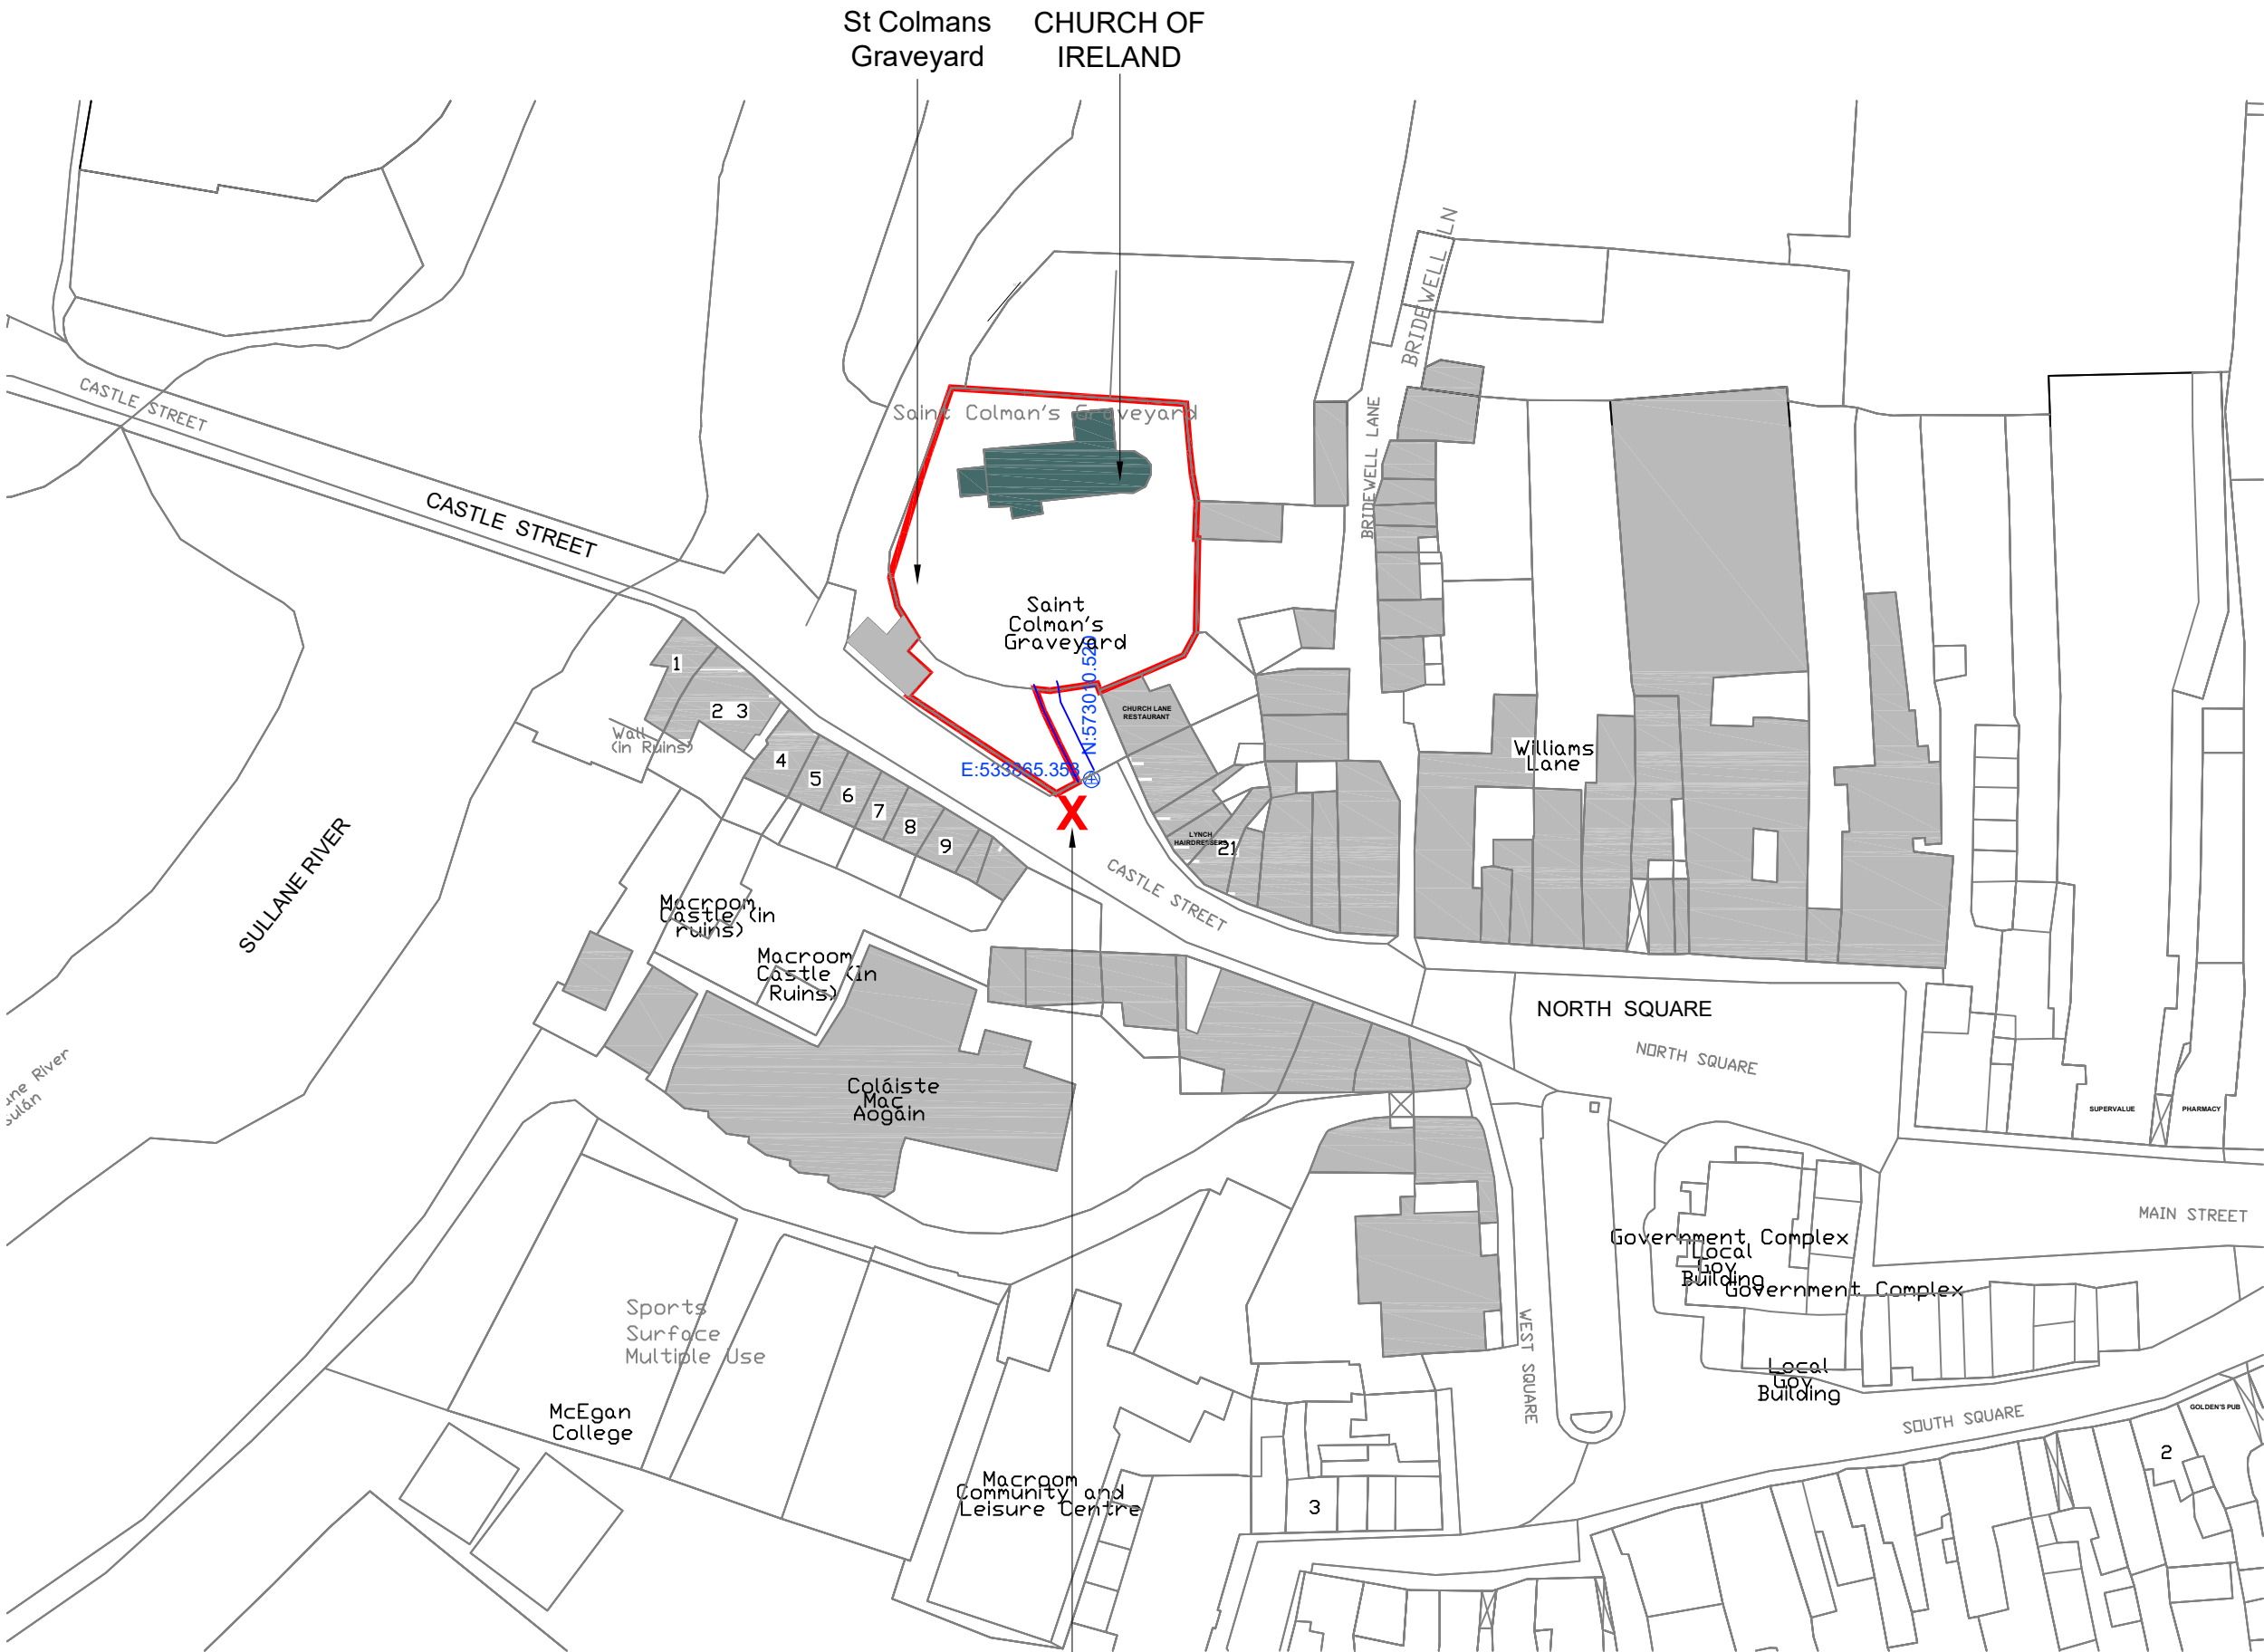 St Colmans
Graveyard
CHURCH OF
IRELAND
BRIDEWELL LN
CASTLE STREET
Saint Colman's Graveyard
BRIDEWELL LANE
CASTLE STREET
Saint
Colman's
Graveyard
N:573010.520
E:533865.358
X
1
2 3
Wall
(in Ruins)
4
5
6
7
8
9
CHURCH LANE
RESTAURANT
LYNCH
HAIRDRESSERS
21
Williams
Lane
SULLANE RIVER
CASTLE STREET
Macroom
Castle (in
ruins)
Macroom
Castle (In
Ruins)
NORTH SQUARE
NORTH SQUARE
Coláiste
Mac
Aogáin
SUPERVALUE
PHARMACY
MAIN STREET
Government Complex
Local
Gov
Building
Government Complex
Sports
Surface
Multiple Use
WEST SQUARE
Local
Gov
Building
McEgan
College
SOUTH SQUARE
GOLDEN'S PUB
2
Macroom
Community and
Leisure Centre
3